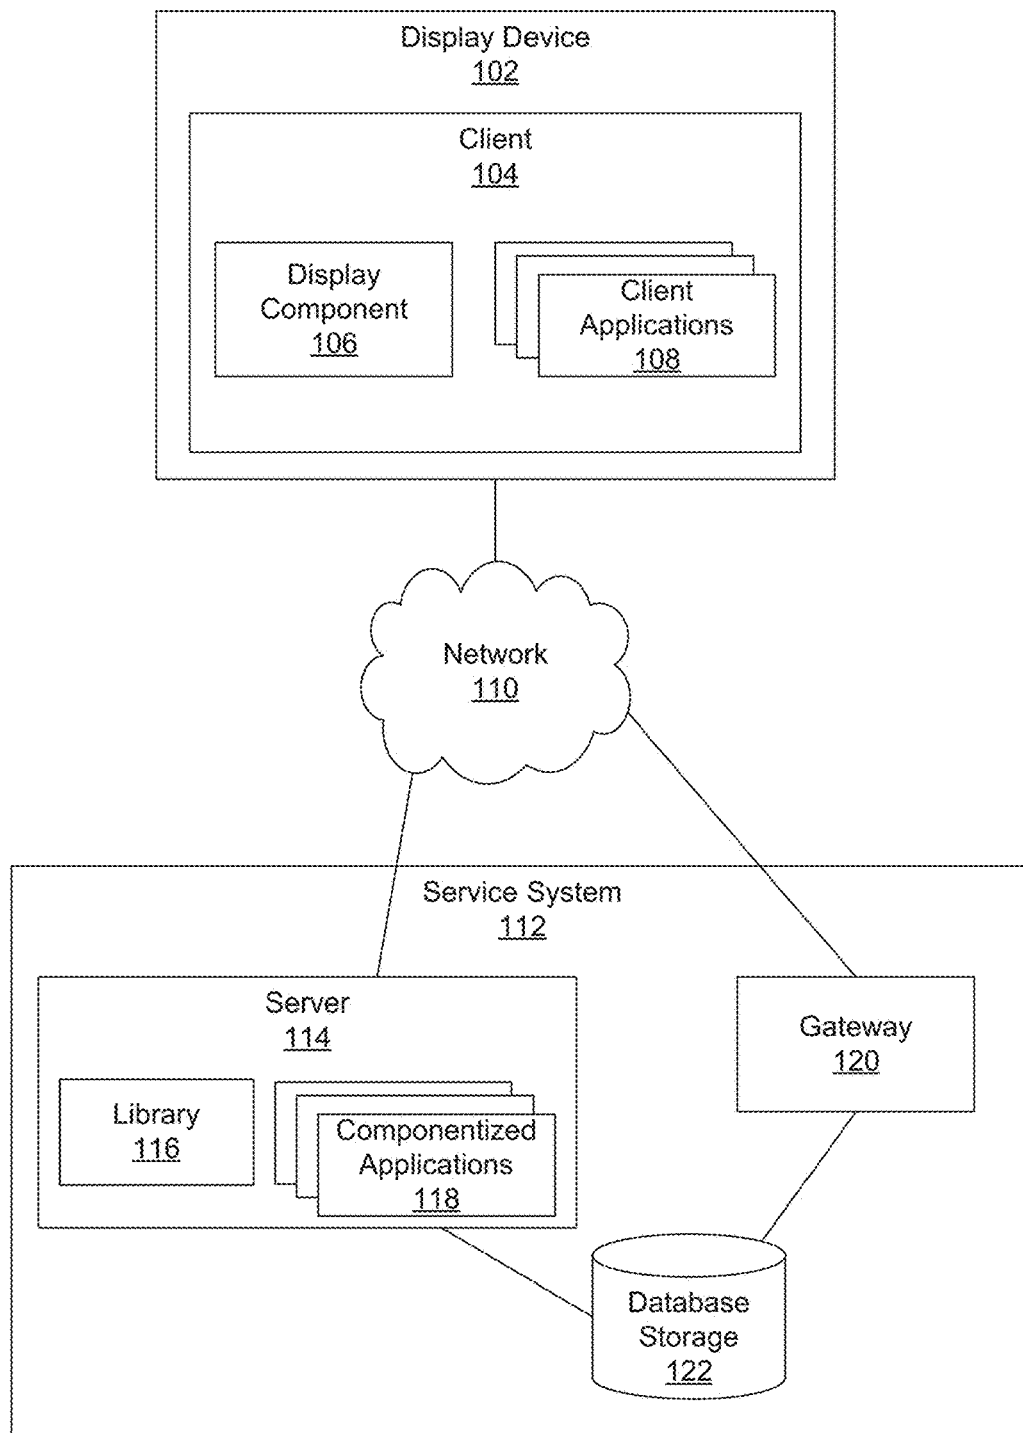 Display Device
102
Client
104
Display
Component
106
Client
Applications
108
Network
110
Service System
112
Server
114
Library
116
Componentized
Applications
118
Gateway
120
Database
Storage
122